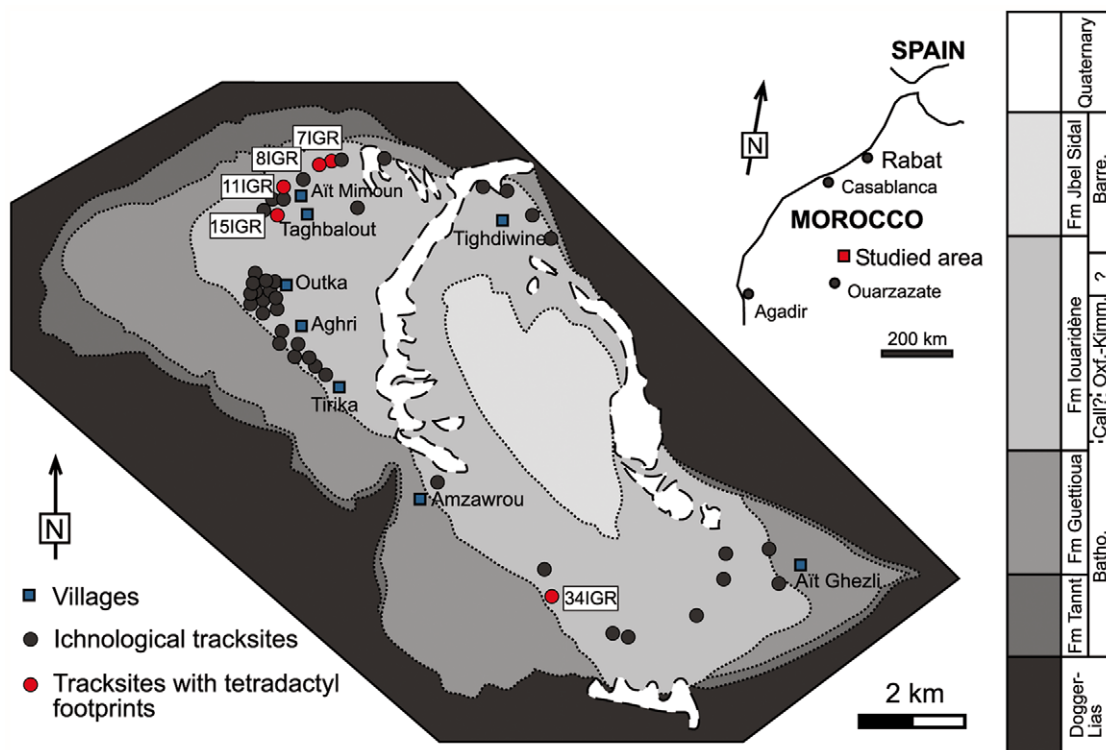 7IGR
8IGR
11IGR
Aït Mimoun
15IGR
Taghbalout
Tighdiwine
Outka
Aghri
Tirika
Amzawrou
34IGR
Aït Ghezli
N
Villages
Ichnological tracksites
Tracksites with tetradactyl
footprints
2 km
SPAIN
N
Rabat
Casablanca
MOROCCO
Studied area
Ouarzazate
Agadir
200 km
Quaternary
Fm Jbel Sidal
Barre.
Fm Iouaridène
?
Oxf.-Kimm.
Call?
Fm Guettioua
Batho.
Fm Tannt
Dogger-
Lias